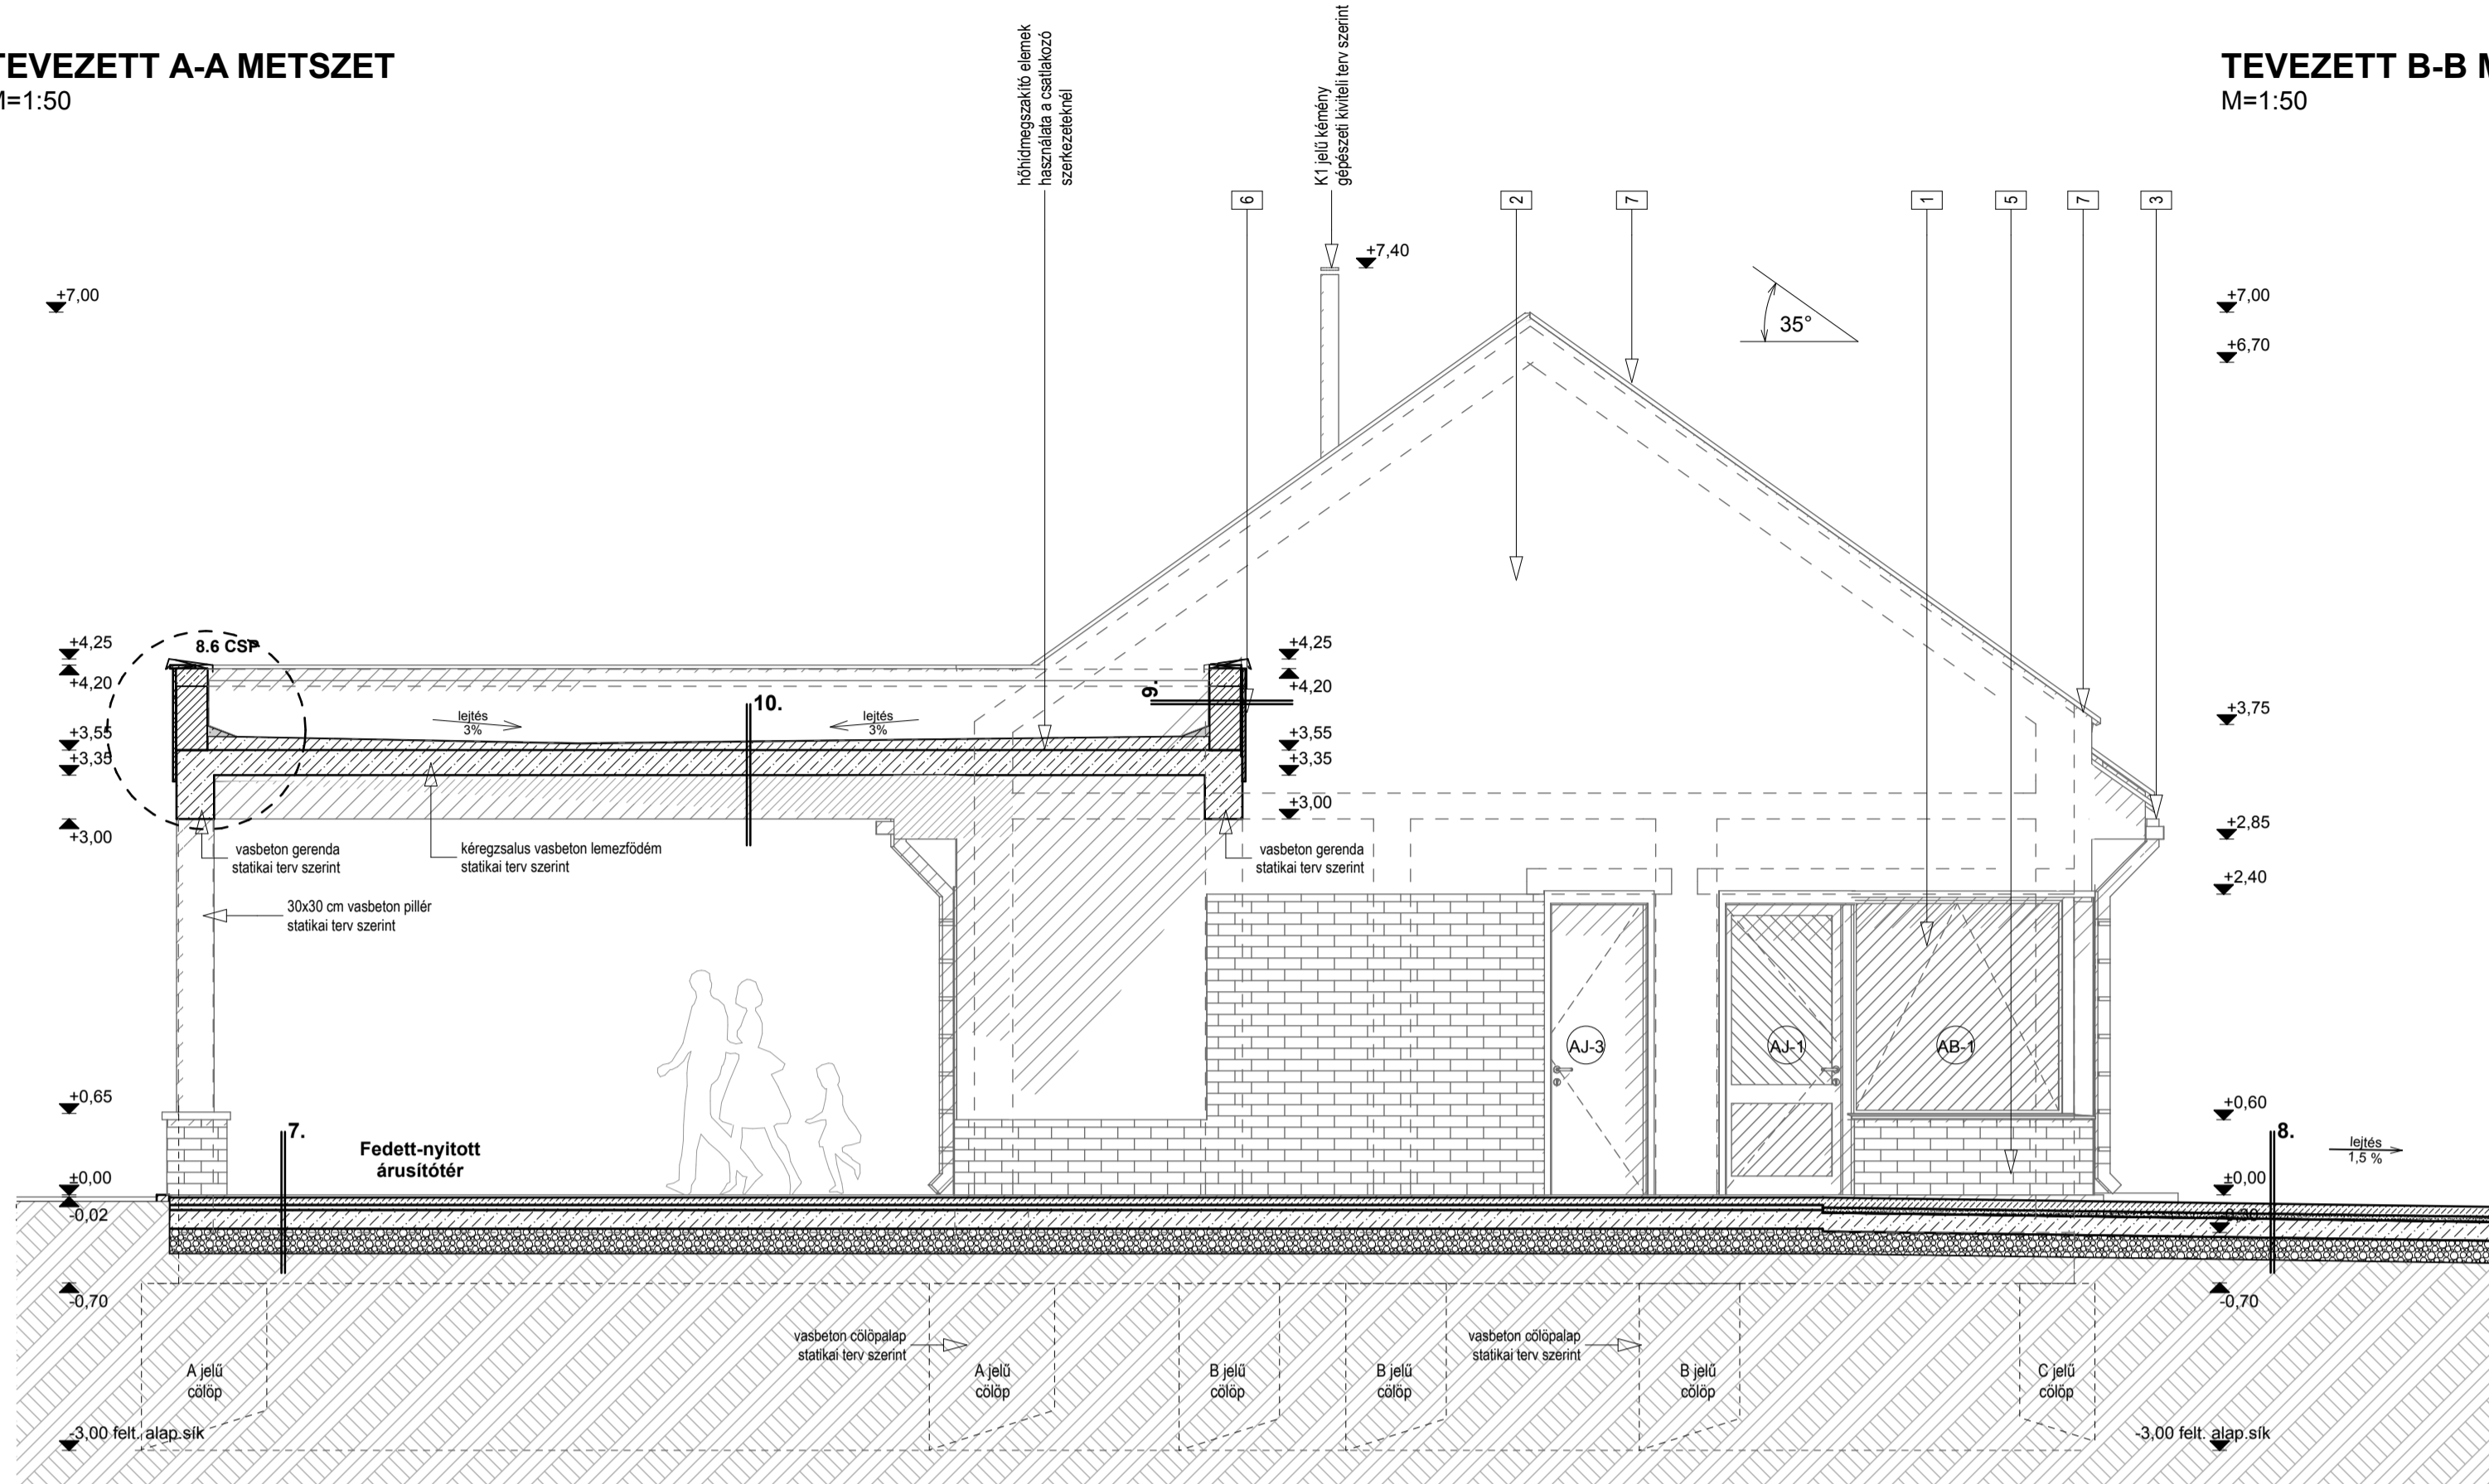 TEVEZETT A-A METSZET
M=1:50
TEVEZETT B-B M
M=1:50
hőhídmegszakító elemek
használata a csatlakozó
szerkezeteknél
K1 jelű kémény
gépészeti kiviteli terv szerint
6
2
7
1
5
7
3
+7,40
+7,00
35°
+7,00
+6,70
+4,25
8.6 CSP
+4,20
+4,25
+4,20
9.
10.
lejtés
3%
lejtés
3%
+3,75
+3,55
+3,35
+3,55
+3,35
+3,00
+3,00
+2,85
vasbeton gerenda
statikai terv szerint
kéregzsalus vasbeton lemezfödém
statikai terv szerint
vasbeton gerenda
statikai terv szerint
+2,40
30x30 cm vasbeton pillér
statikai terv szerint
AJ-3
AJ-1
AB-1
+0,65
+0,60
7.
Fedett-nyitott
árusítótér
8.
lejtés
1,5 %
+0,00
+0,00
-0,02
-0,30
-0,70
-0,70
vasbeton cölöpalap
statikai terv szerint
vasbeton cölöpalap
statikai terv szerint
A jelű
cölöp
A jelű
cölöp
B jelű
cölöp
B jelű
cölöp
B jelű
cölöp
C jelű
cölöp
-3,00 felt. alap.sík
-3,00 felt. alap.sík